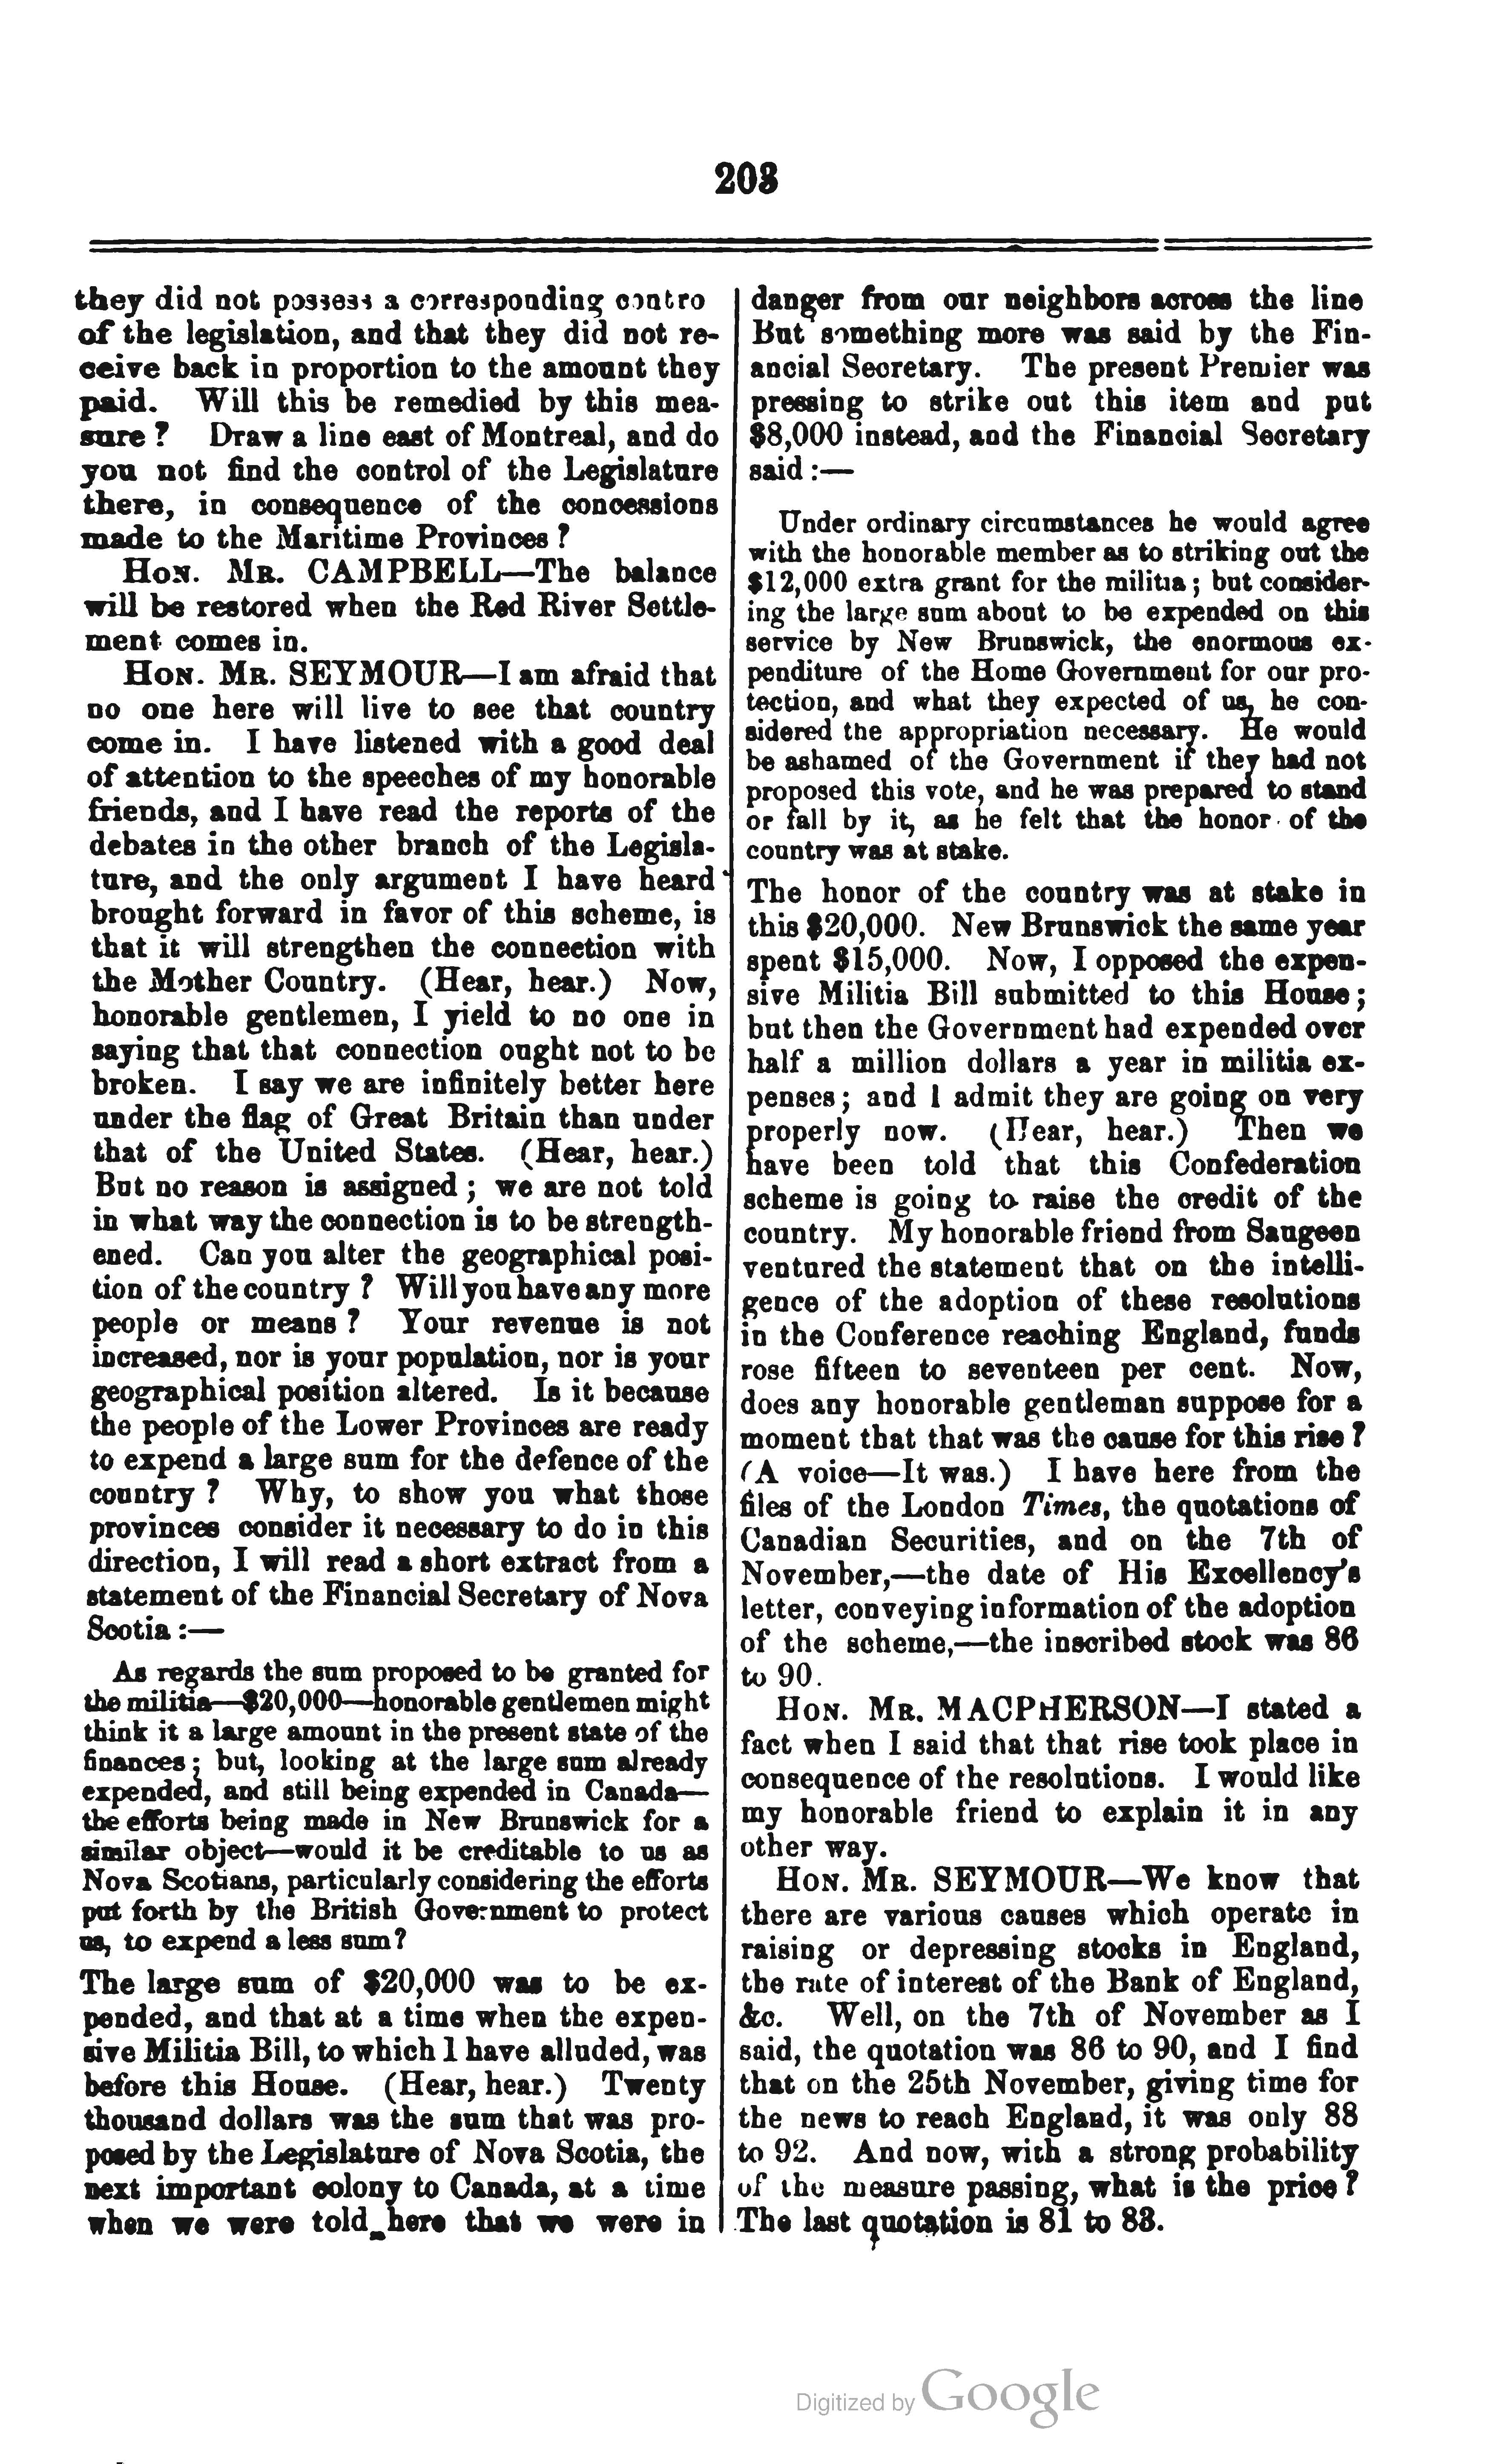 203
they did not possess a corresponding contro
of the legislation, and that they did not re-
ceive back in proportion to the amount they
paid. Will this be remedied by this mea-
sure? Draw a line east of Montreal, and do
you not find the control of the Legislature
there, in consequence of the concessions
made to the Maritime Provinces?
HON. MR. CAMPBELL—The balance
will be restored when the Red River Settle-
ment comes in.
HON. MR. SEYMOUR—I am afraid that
no one here will live to see that country
come in. I have listened with a good deal
of attention to the speeches of my honorable
friends, and I have read the reports of the
debates in the other branch of the Legisla-
ture, and the only argument I have heard
brought forward in favor of this scheme, is
that it will strengthen the connection with
the Mother Country. (Hear, hear.) Now,
honorable gentlemen, I yield to no one in
saying that that connection ought not to be
broken. I say we are infinitely better here
under the flag of Great Britain than under
that of the United States. (Hear, hear.)
But no reason is assigned; we are not told
in what way the connection is to be strength-
ened. Can you alter the geographical posi-
tion of the country? Will you have any more
people or means? Your revenue is not
increased, nor is your population, nor is your
geographical position altered. Is it because
the people of the Lower Provinces are ready
to expend a large sum for the defence of the
country? Why, to show you what those
provinces consider it necessary to do in this
direction, I will read a short extract from a
statement of the Financial Secretary of Nova
Scotia:—
As regards the sum proposed to be granted for
the militia—$20,000—honorable gentlemen might
think it a large amount in the present state of the
finances; but, looking at the large sum already
expended, and still being expended in Canada—
the efforts being made in New Brunswick for a
similar object—would it be creditable to us as
Nova Scotians, particularly considering the efforts
put forth by the British Government to protect
us, to expend a less sum?
The large sum of $20,000 was to be ex-
pended, and that at a time when the expen-
sive Militia Bill, to which I have alluded, was
before this House. (Hear, hear.) Twenty
thousand dollars was the sum that was pro-
posed by the Legislature of Nova Scotia, the
next important colony to Canada, at a time
when we were told here that we were in
danger from our neighbors across the line
But something more was said by the Fin-
ancial Secretary. The present Premier was
pressing to strike out this item and put
$8,000 instead, and the Financial Secretary
said:—
Under ordinary circumstances he would agree
with the honorable member as to striking out the
$12,000 extra grant for the militia; but consider-
ing the large sum about to be expended on this
service by New Brunswick, the enormous ex-
penditure of the Home Government for our pro-
tection, and what they expected of us, he con-
sidered the appropriation necessary. He would
be ashamed of the Government if they had not
proposed this vote, and he was prepared to stand
or fall by it, as he felt that the honor of the
country was at stake.
The honor of the country was at stake in
this $20,000. New Brunswick the same year
spent $15,000. Now, I opposed the expen-
sive Militia Bill submitted to this House;
but then the Government had expended over
half a million dollars a year in militia ex-
penses; and I admit they are going on very
properly now. (Hear, hear.) Then we
have been told that this Confederation
scheme is going to raise the credit of the
country. My honorable friend from Saugeen
ventured the statement that on the intelli-
gence of the adoption of these resolutions
in the Conference reaching England, funds
rose fifteen to seventeen per cent. Now,
does any honorable gentleman suppose for a
moment that that was the cause for this rise?
(A voice—It was.) I have here from the
files of the London Times, the quotations of
Canadian Securities, and on the 7th of
November,—the date of His Excellency's
letter, conveying information of the adoption
of the scheme,—the inscribed stock was 86
to 90.
HON. MR. MACPHERSON—I stated a
fact when I said that that rise took place in
consequence of the resolutions. I would like
my honorable friend to explain it in any
other way.
HON. MR. SEYMOUR—We know that
there are various causes which operate in
raising or depressing stocks in England,
the rate of interest of the Bank of England,
&c. Well, on the 7th of November as I
said, the quotation was 86 to 90, and I find
that on the 25th November, giving time for
the news to reach England, it was only 88
to 92. And now, with a strong probability
of the measure passing, what is the price?
The last quotation is 81 to 83.
Digitized by Google